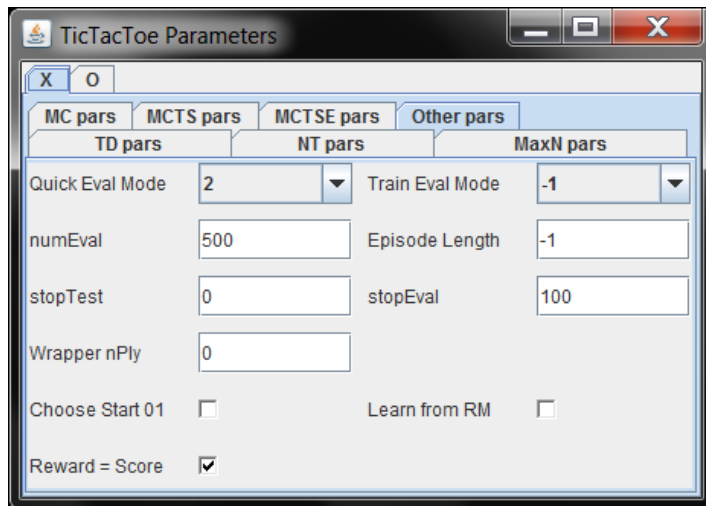 TicTacToe Parameters
X O
MC pars MCTS pars MCTSE pars Other pars
TD pars NT pars MaxN pars
Quick Eval Mode 2 Train Eval Mode -1
numEval 500 Episode Length -1
stopTest 0 stopEval 100
Wrapper nPly 0
Choose Start 01 Learn from RM
Reward = Score